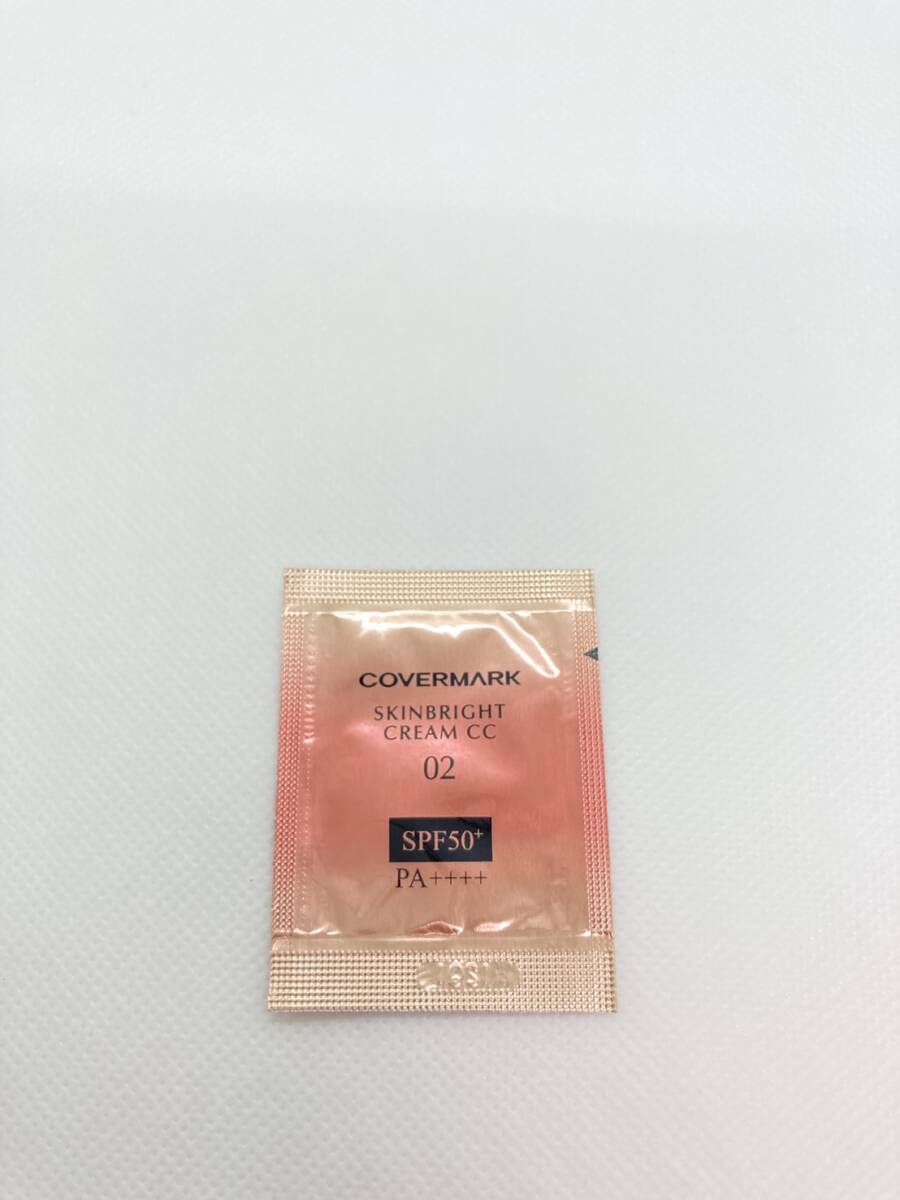 COVERMARK
SKINBRIGHT
CREAM CC
02
SPF50+
PA++++